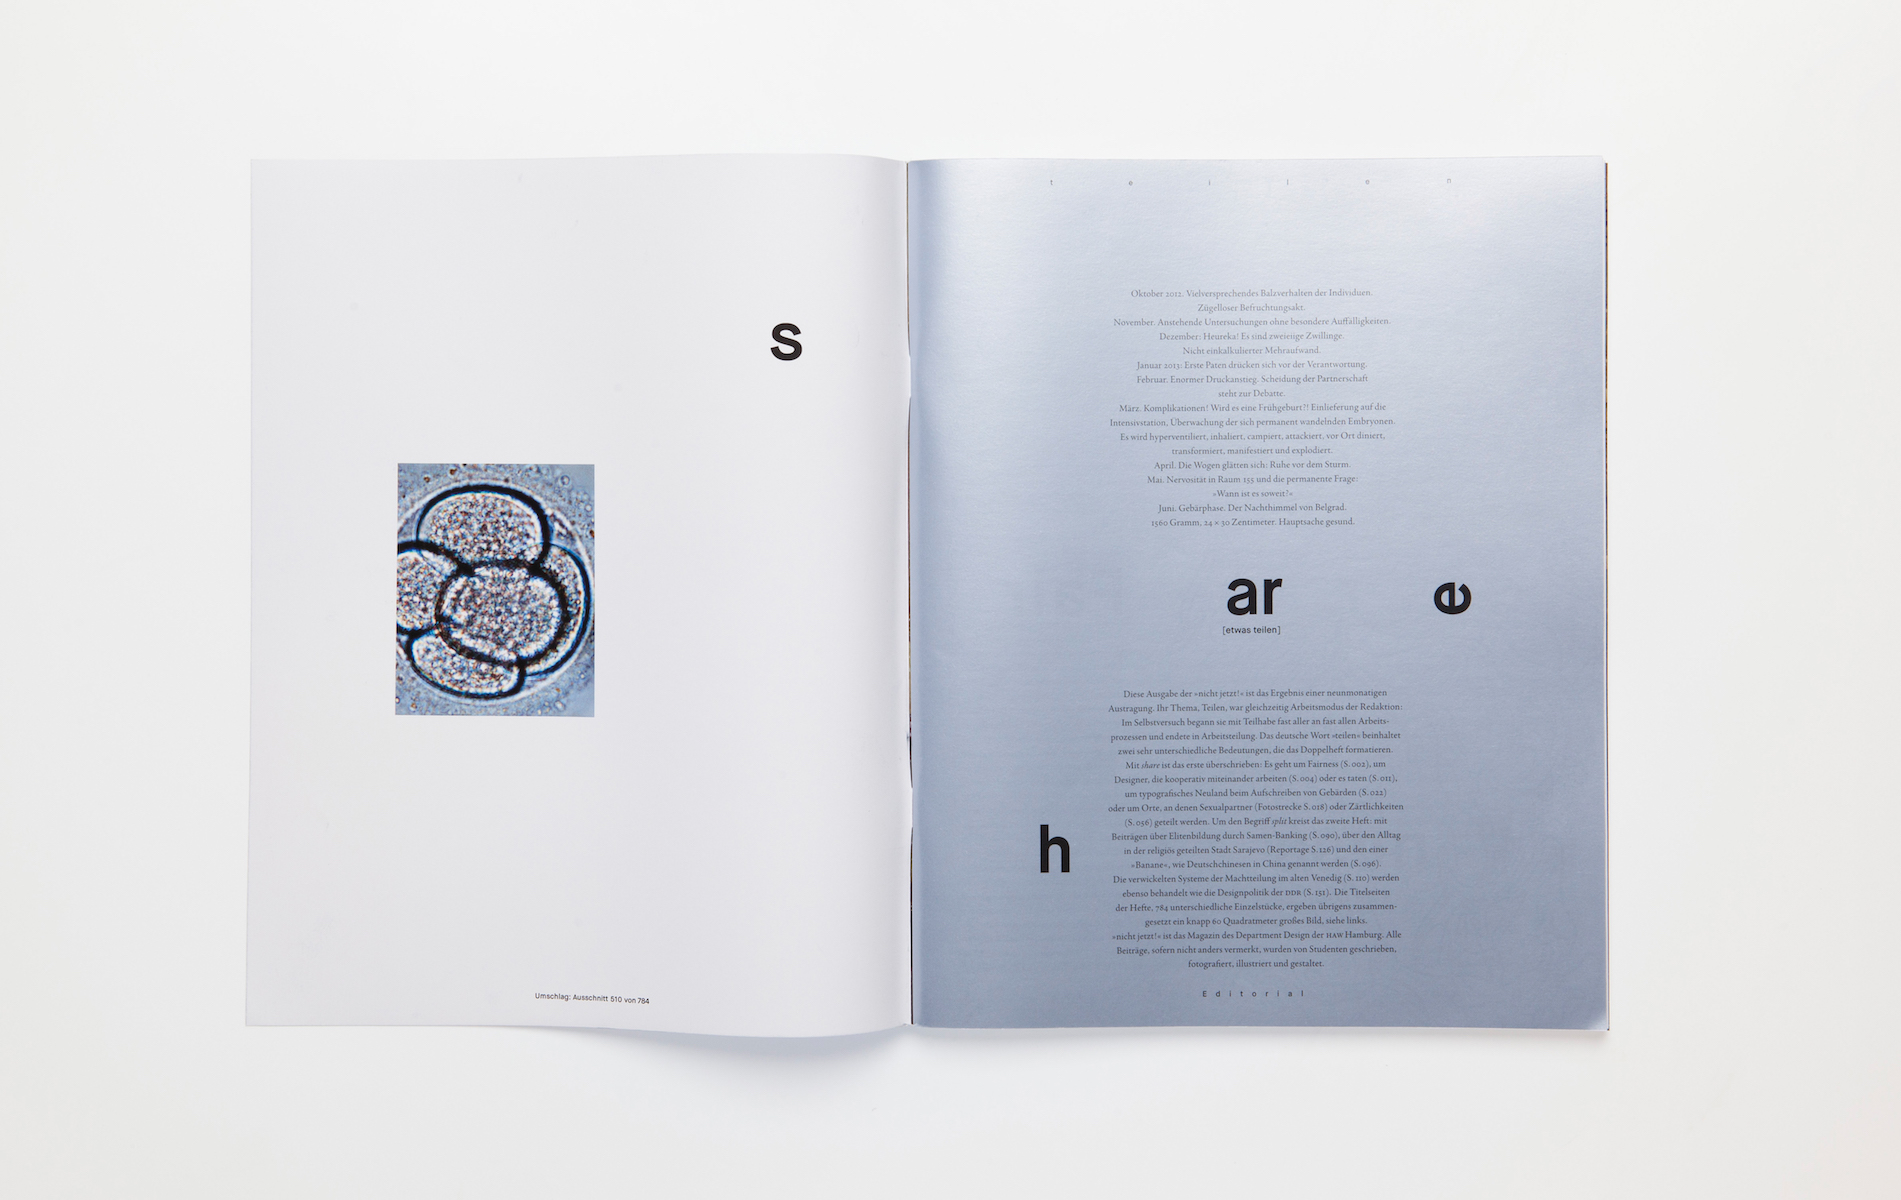 s
Umschlag: Ausschnitt 510 von 784
t e i l e n
Oktober 2012. Vielversprechendes Balzverhalten der Individuen.
Zügelloser Befruchtungsakt.
November. Anstehende Untersuchungen ohne besondere Auffälligkeiten.
Dezember: Heureka! Es sind zweieiige Zwillinge.
Nicht einkalkulierter Mehraufwand.
Januar 2013: Erste Paten drücken sich vor der Verantwortung.
Februar. Enormer Druckanstieg. Scheidung der Partnerschaft
steht zur Debatte.
März. Komplikationen! Wird es eine Frühgeburt?! Einlieferung auf die
Intensivstation, Überwachung der sich permanent wandelnden Embryonen.
Es wird hyperventiliert, inhaliert, campiert, attackiert, vor Ort diniert,
transformiert, manifestiert und explodiert.
April. Die Wogen glätten sich: Ruhe vor dem Sturm.
Mai. Nervosität in Raum 155 und die permanente Frage:
»Wann ist es soweit?«
Juni. Gebärphase. Der Nachthimmel von Belgrad.
1560 Gramm, 24 × 30 Zentimeter. Hauptsache gesund.
ar e
[etwas teilen]
Diese Ausgabe der »nicht jetzt!« ist das Ergebnis einer neunmonatigen
Austragung. Ihr Thema, Teilen, war gleichzeitig Arbeitsmodus der Redaktion:
Im Selbstversuch begann sie mit Teilhabe fast aller an fast allen Arbeits-
prozessen und endete in Arbeitsteilung. Das deutsche Wort »teilen« beinhaltet
zwei sehr unterschiedliche Bedeutungen, die das Doppelheft formatieren.
Mit share ist das erste überschrieben: Es geht um Fairness (S. 002), um
Designer, die kooperativ miteinander arbeiten (S. 004) oder es taten (S. 011),
um typografisches Neuland beim Aufschreiben von Gebärden (S. 022)
oder um Orte, an denen Sexualpartner (Fotostrecke S. 018) oder Zärtlichkeiten
(S. 056) geteilt werden. Um den Begriff split kreist das zweite Heft: mit
Beiträgen über Elitenbildung durch Samen-Banking (S. 090), über den Alltag
h
in der religiös geteilten Stadt Sarajevo (Reportage S. 126) und den einer
»Banane«, wie Deutschchinesen in China genannt werden (S. 096).
Die verwickelten Systeme der Machtteilung im alten Venedig (S. 110) werden
ebenso behandelt wie die Designpolitik der DDR (S. 151). Die Titelseiten
der Hefte, 784 unterschiedliche Einzelstücke, ergeben übrigens zusammen-
gesetzt ein knapp 60 Quadratmeter großes Bild, siehe links.
»nicht jetzt!« ist das Magazin des Department Design der HAW Hamburg. Alle
Beiträge, sofern nicht anders vermerkt, wurden von Studenten geschrieben,
fotografiert, illustriert und gestaltet.
E d i t o r i a l